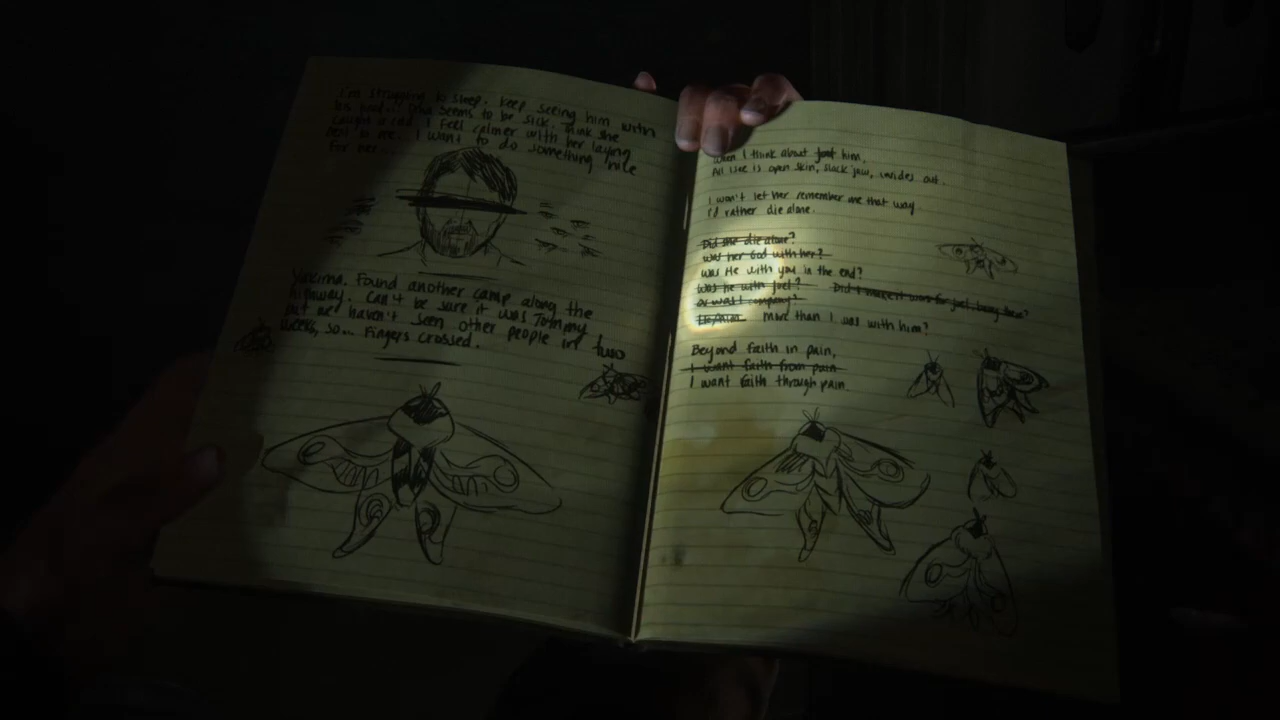 I'm struggling to sleep. Keep seeing him with
his head... Dina seems to be sick. Think she
caught a cold. I feel calmer with her laying
next to me. I want to do something nice
for her...
Yakima. Found another camp along the
highway. Can't be sure it was Tommy
but we haven't seen other people in two
weeks, so... Fingers crossed.
When I think about him,
All I see is open skin, slack jaw, insides out.
I won't let her remember me that way
I'd rather die alone.
Did she die alone?
Was her God with her?
Was He with you in the end?
Was he with Joel?
or was I company?
More than I was with him?
Beyond faith in pain,
I want faith from pain
I want faith through pain